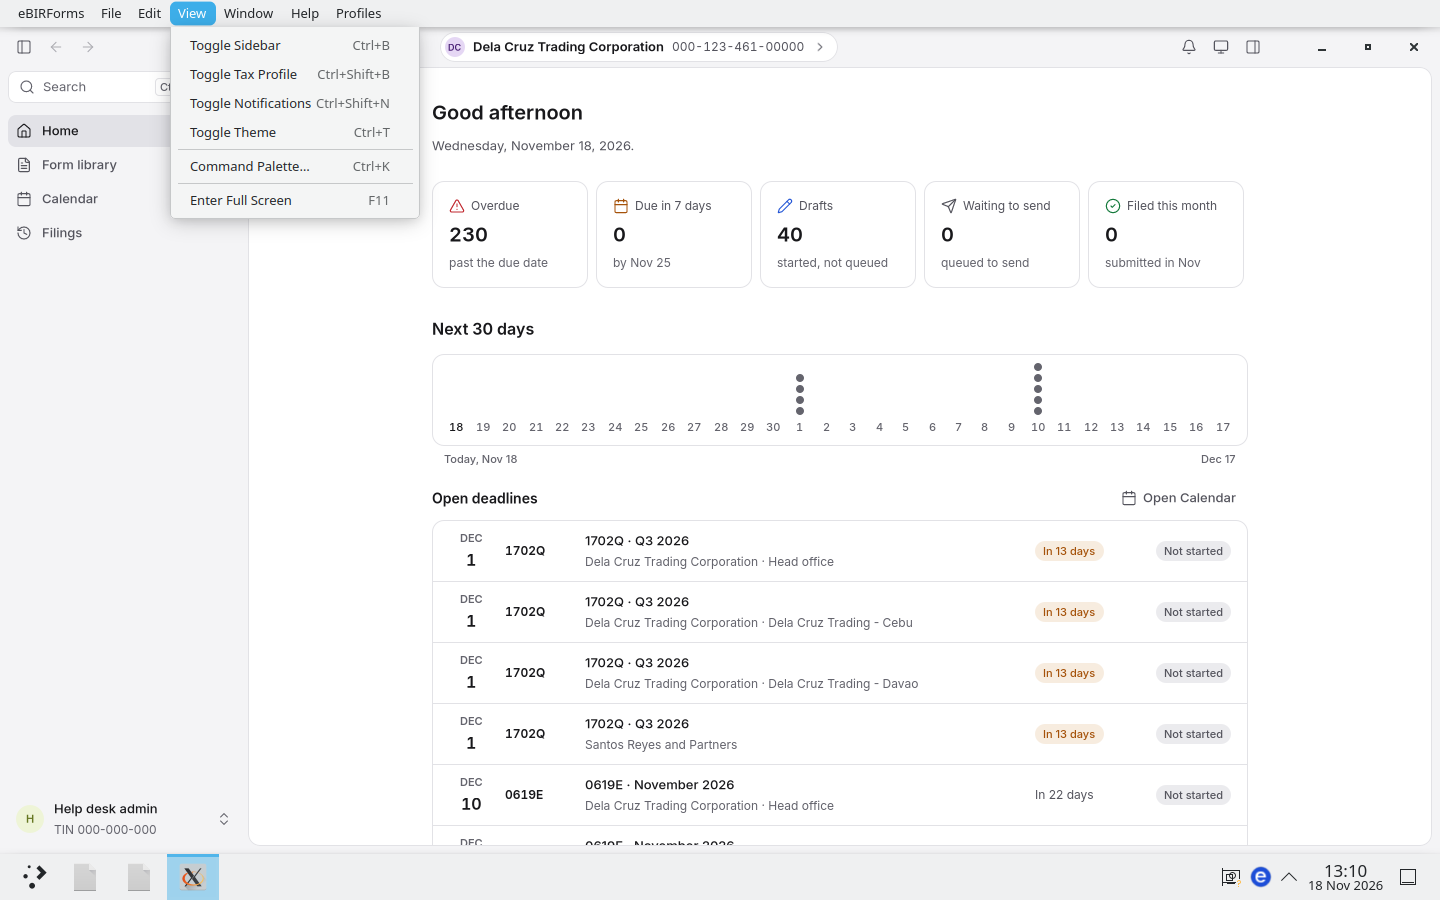 eBIRForms File Edit View Window Help Profiles
Toggle Sidebar Ctrl+B
Toggle Tax Profile Ctrl+Shift+B
Toggle Notifications Ctrl+Shift+N
Toggle Theme Ctrl+T
Command Palette... Ctrl+K
Enter Full Screen F11
DC Dela Cruz Trading Corporation 000-123-461-00000
Search
Home
Form library
Calendar
Filings
Help desk admin
H
TIN 000-000-000
Good afternoon
Wednesday, November 18, 2026.
Overdue
230
past the due date
Due in 7 days
0
by Nov 25
Drafts
40
started, not queued
Waiting to send
0
queued to send
Filed this month
0
submitted in Nov
Next 30 days
18 19 20 21 22 23 24 25 26 27 28 29 30 1 2 3 4 5 6 7 8 9 10 11 12 13 14 15 16 17
Today, Nov 18 Dec 17
Open deadlines Open Calendar
DEC
1
1702Q
1702Q · Q3 2026
Dela Cruz Trading Corporation · Head office
In 13 days Not started
DEC
1
1702Q
1702Q · Q3 2026
Dela Cruz Trading Corporation · Dela Cruz Trading - Cebu
In 13 days Not started
DEC
1
1702Q
1702Q · Q3 2026
Dela Cruz Trading Corporation · Dela Cruz Trading - Davao
In 13 days Not started
DEC
1
1702Q
1702Q · Q3 2026
Santos Reyes and Partners
In 13 days Not started
DEC
10
0619E
0619E · November 2026
Dela Cruz Trading Corporation · Head office
In 22 days Not started
DEC
0619E · November 2026
13:10
18 Nov 2026